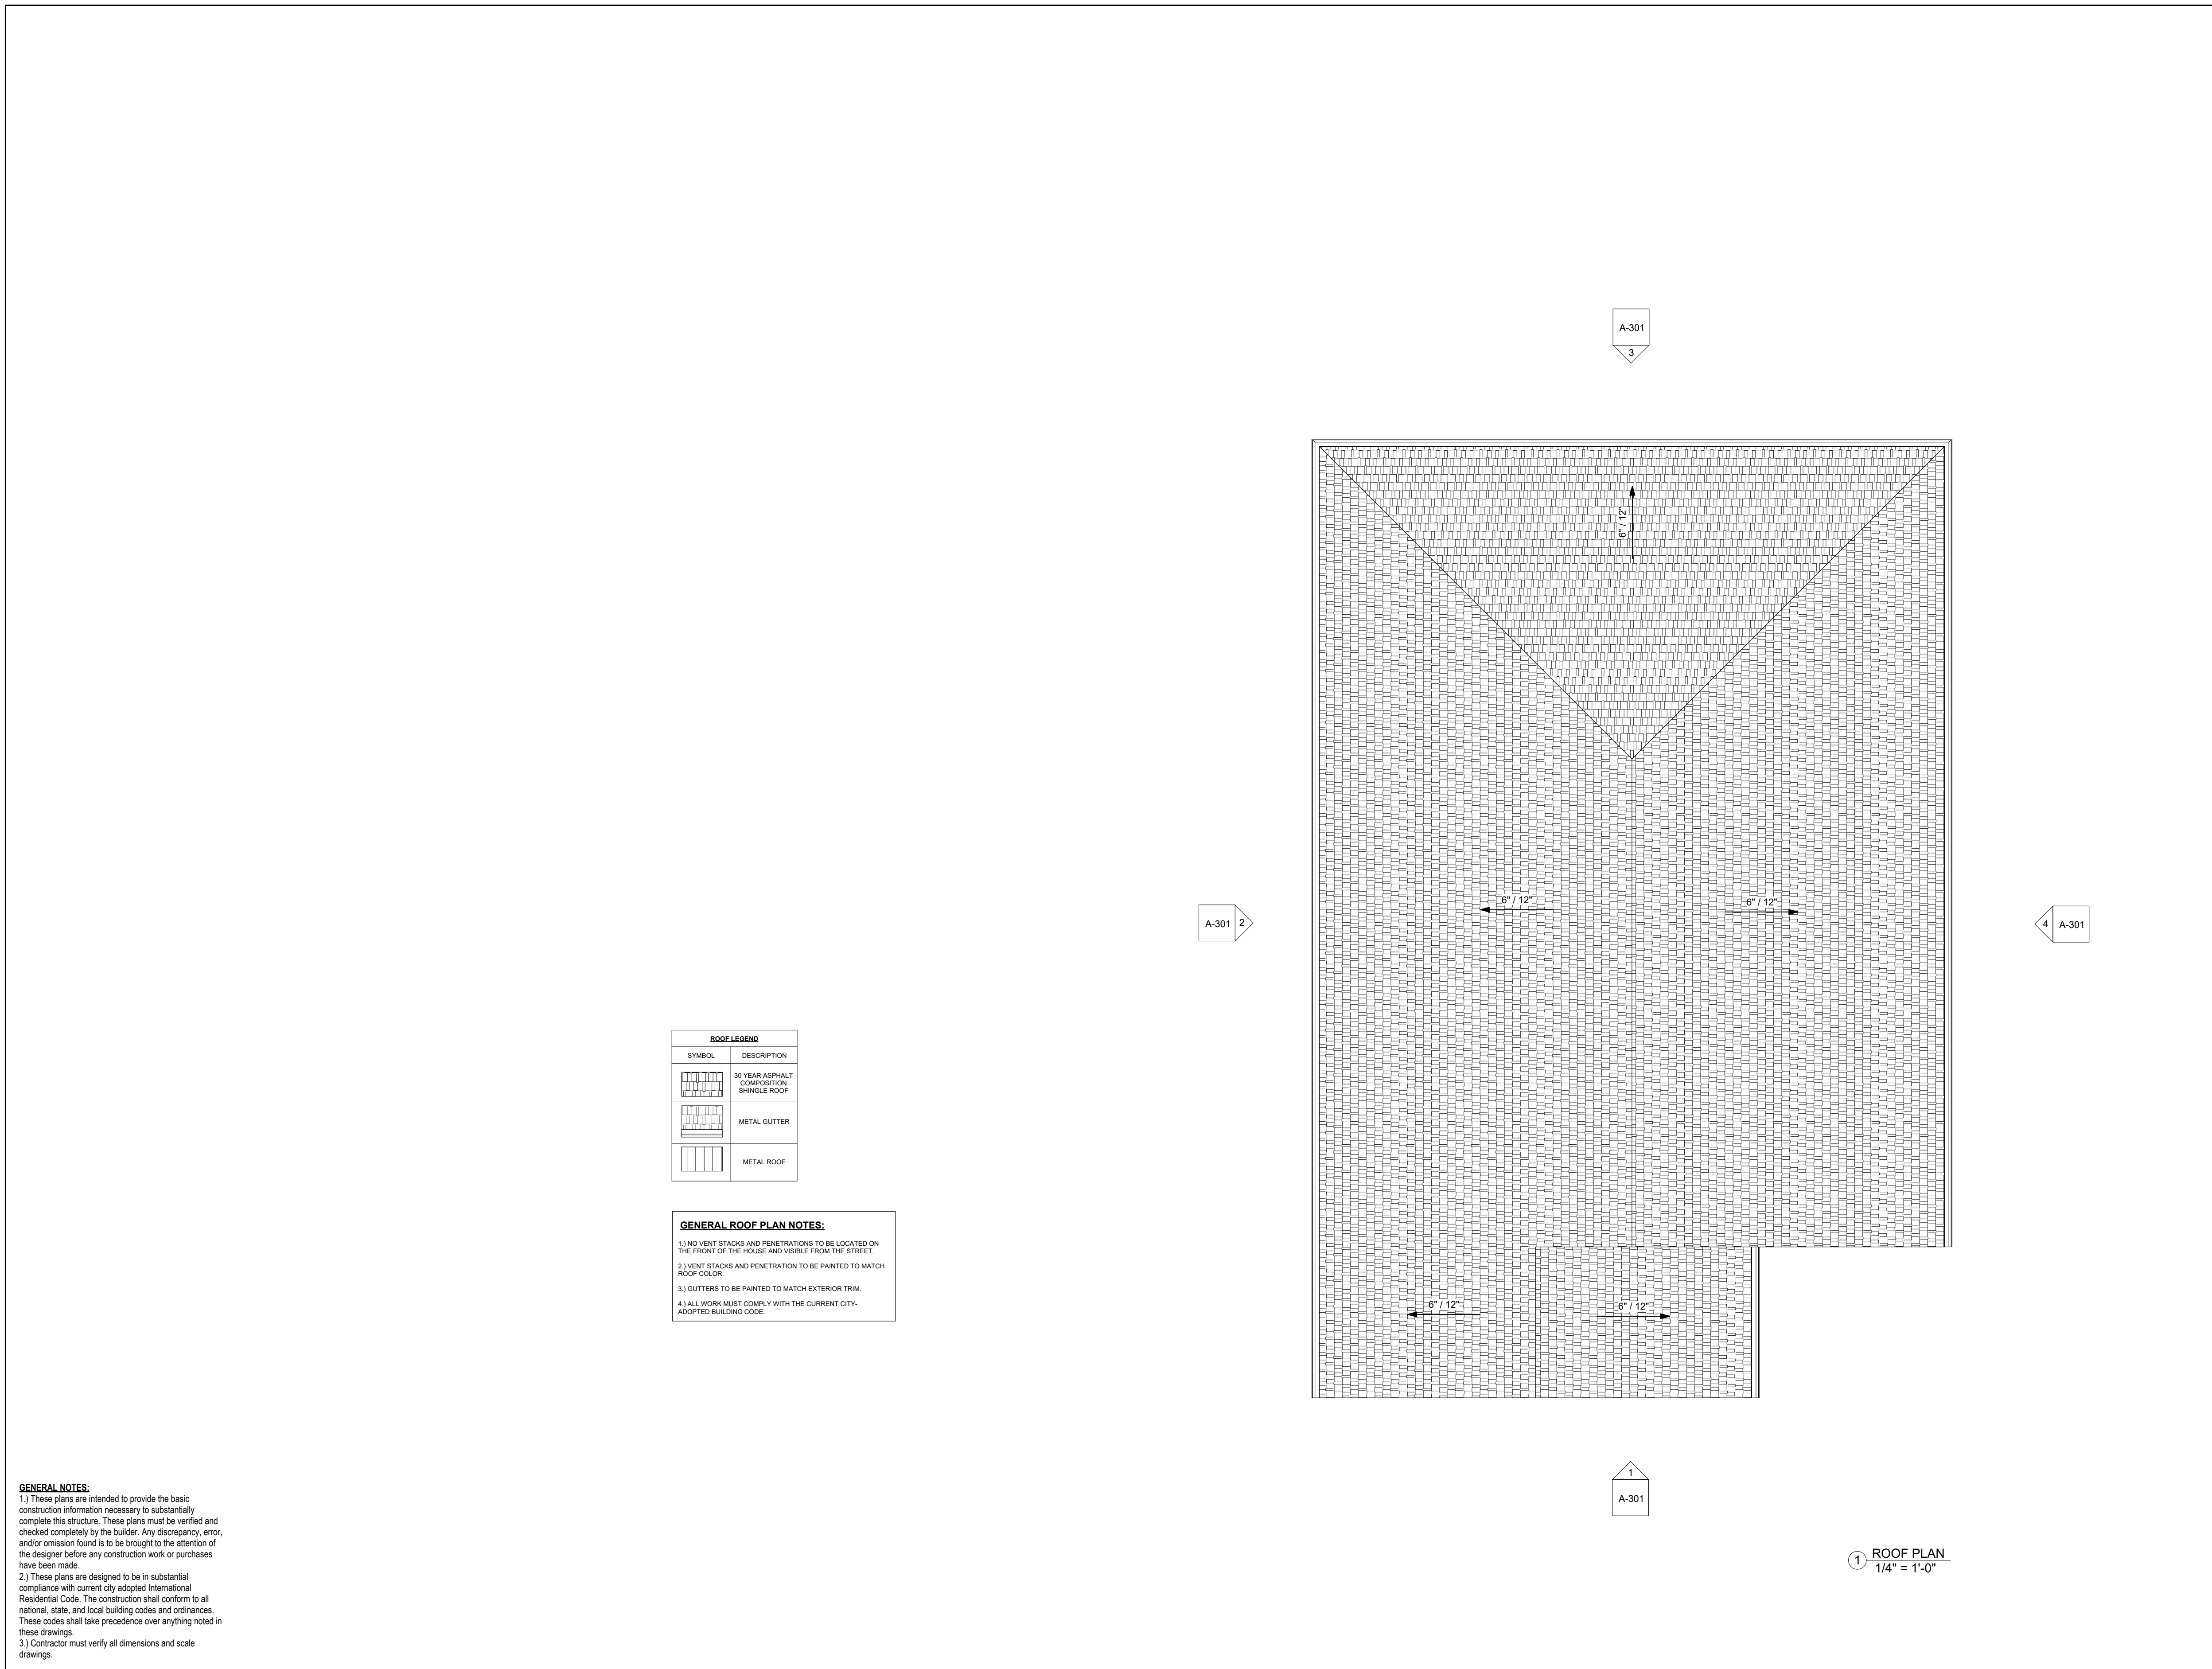 A-301
3
6" / 12"
6" / 12"
6" / 12"
A-301 2
4 A-301
ROOF LEGEND
SYMBOL DESCRIPTION
30 YEAR ASPHALT
COMPOSITION
SHINGLE ROOF
METAL GUTTER
METAL ROOF
GENERAL ROOF PLAN NOTES:
1.) NO VENT STACKS AND PENETRATIONS TO BE LOCATED ON
THE FRONT OF THE HOUSE AND VISIBLE FROM THE STREET.
2.) VENT STACKS AND PENETRATION TO BE PAINTED TO MATCH
ROOF COLOR.
3.) GUTTERS TO BE PAINTED TO MATCH EXTERIOR TRIM.
4.) ALL WORK MUST COMPLY WITH THE CURRENT CITY-
ADOPTED BUILDING CODE.
6" / 12"
6" / 12"
1
A-301
GENERAL NOTES:
1.) These plans are intended to provide the basic
construction information necessary to substantially
complete this structure. These plans must be verified and
checked completely by the builder. Any discrepancy, error,
and/or omission found is to be brought to the attention of
the designer before any construction work or purchases
have been made.
2.) These plans are designed to be in substantial
compliance with current city adopted International
Residential Code. The construction shall conform to all
national, state, and local building codes and ordinances.
These codes shall take precedence over anything noted in
these drawings.
3.) Contractor must verify all dimensions and scale
drawings.
1 ROOF PLAN
1/4" = 1'-0"